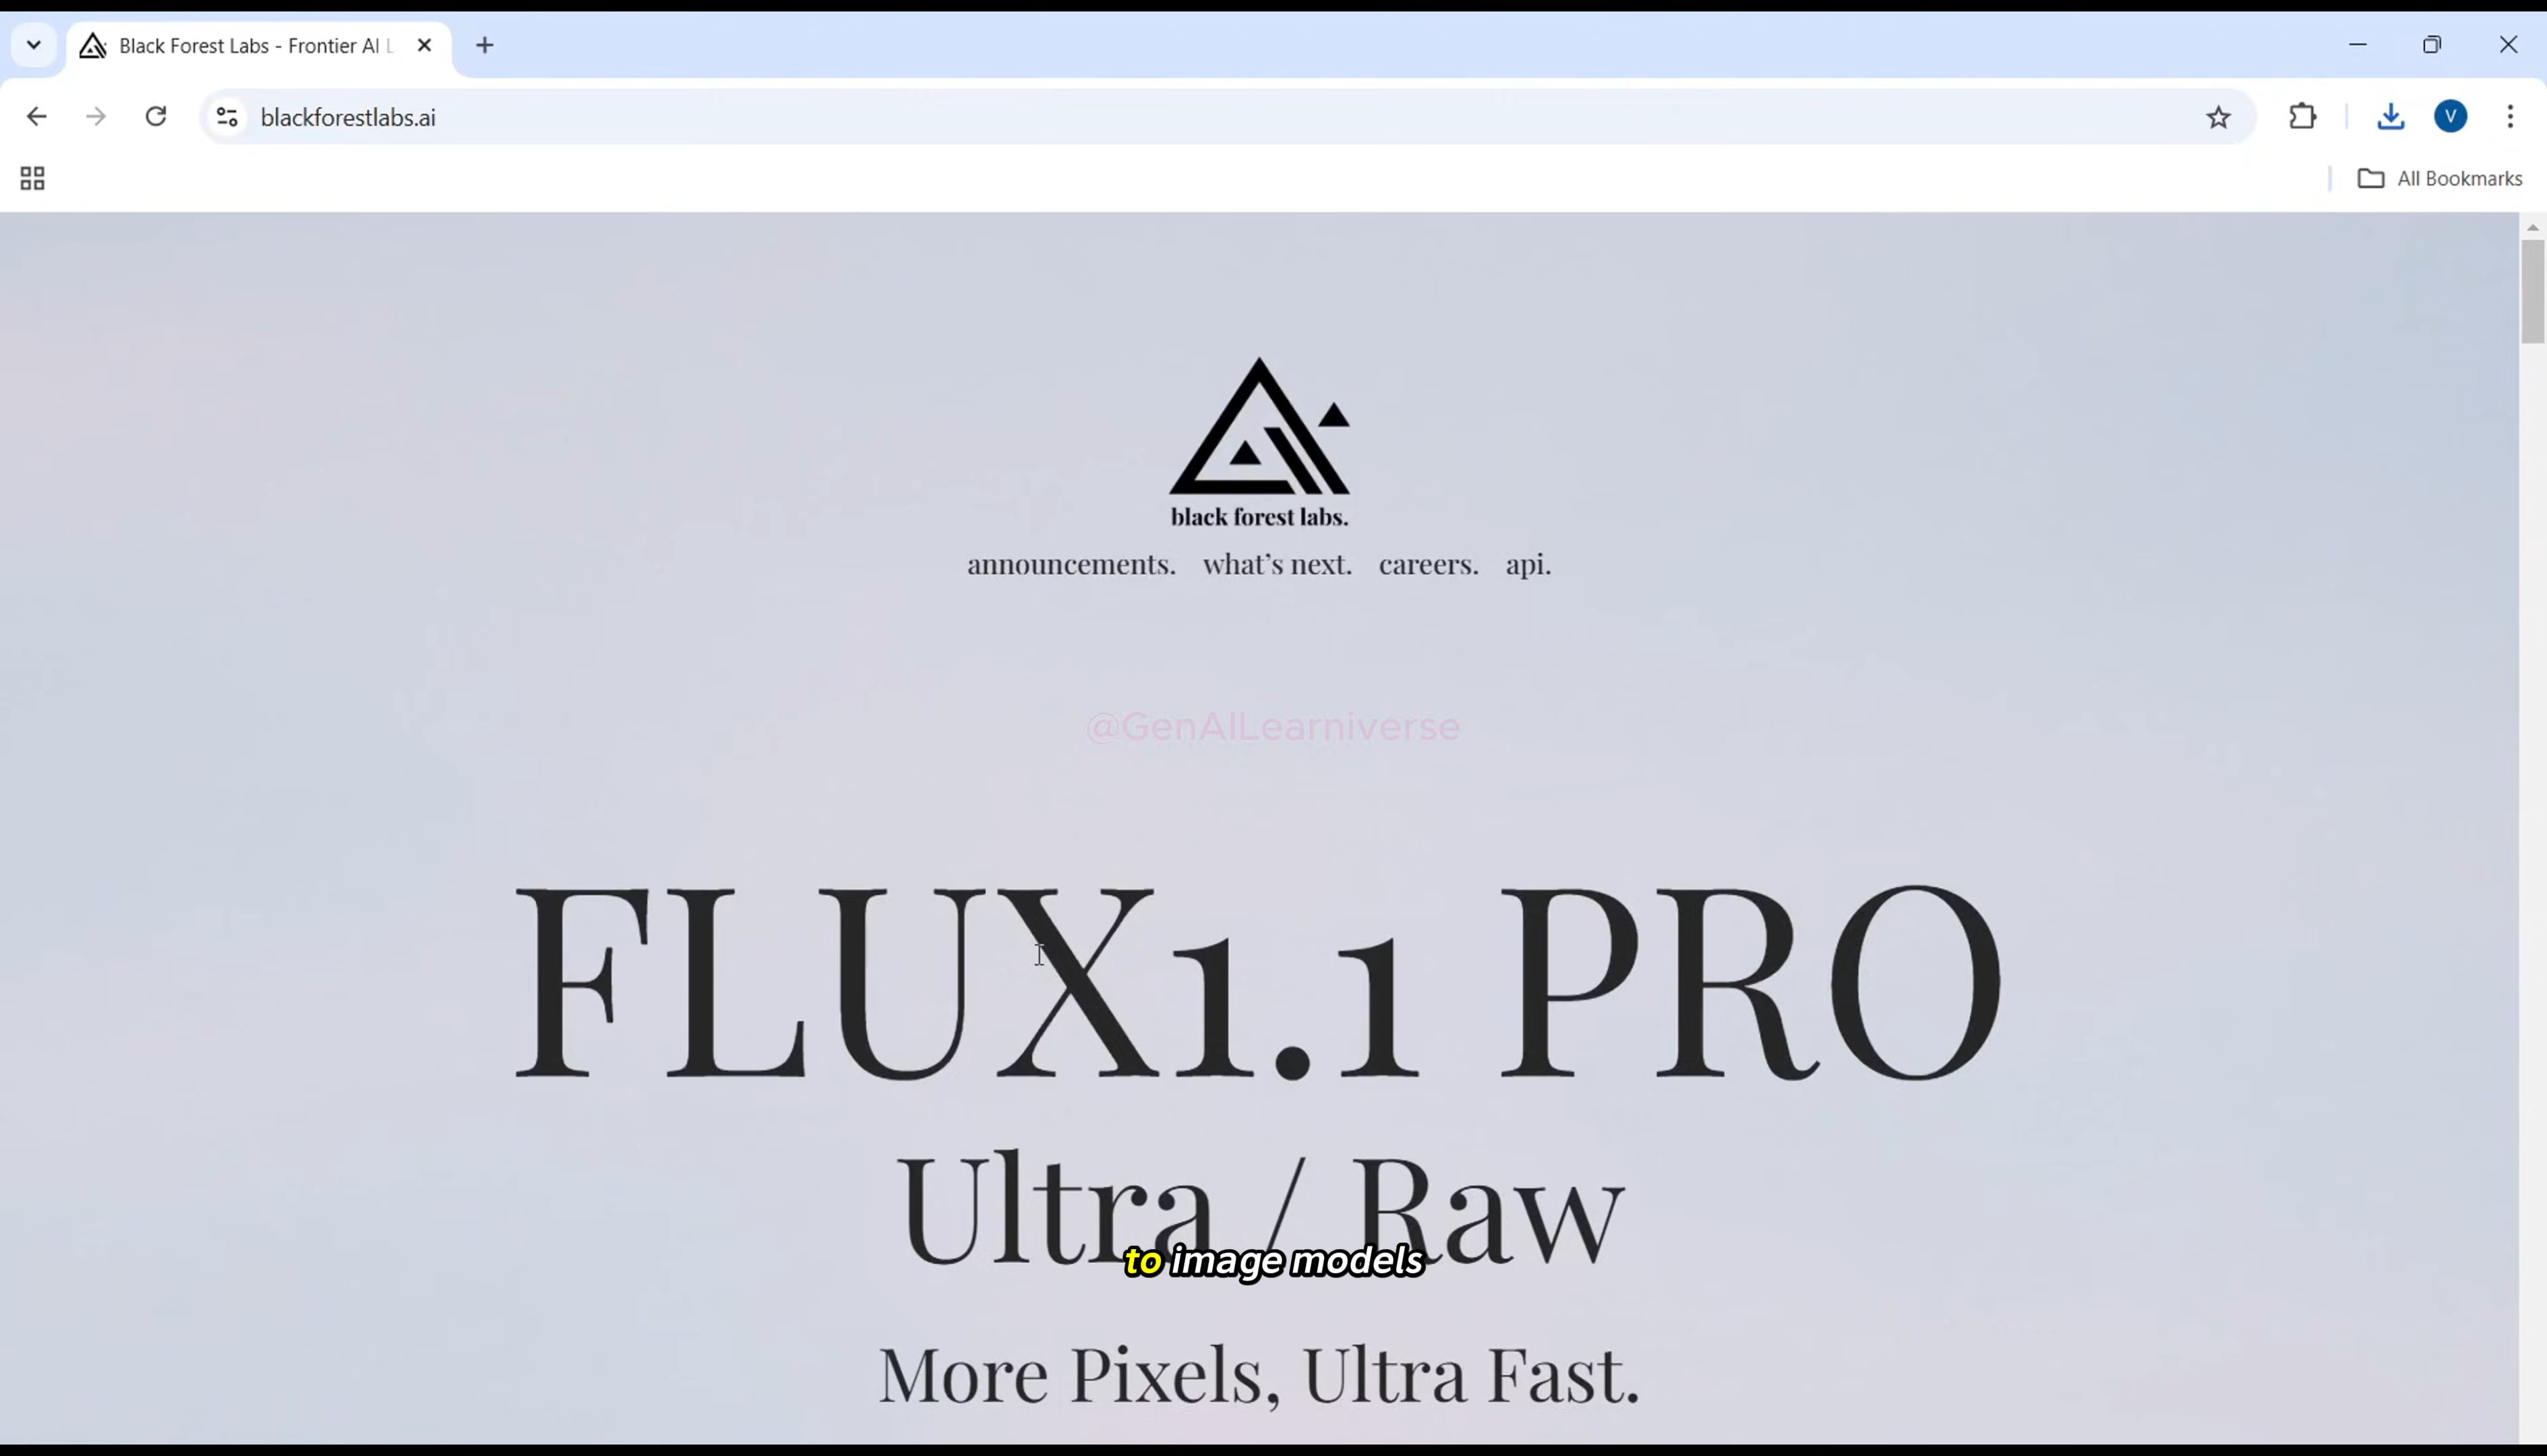 Black Forest Labs - Frontier AI L
blackforestlabs.ai
V
All Bookmarks
black forest labs.
announcements. what's next. careers. api.
@GenAILearniverse
FLUX1.1 PRO
Ultra / Raw
to image models
More Pixels, Ultra Fast.